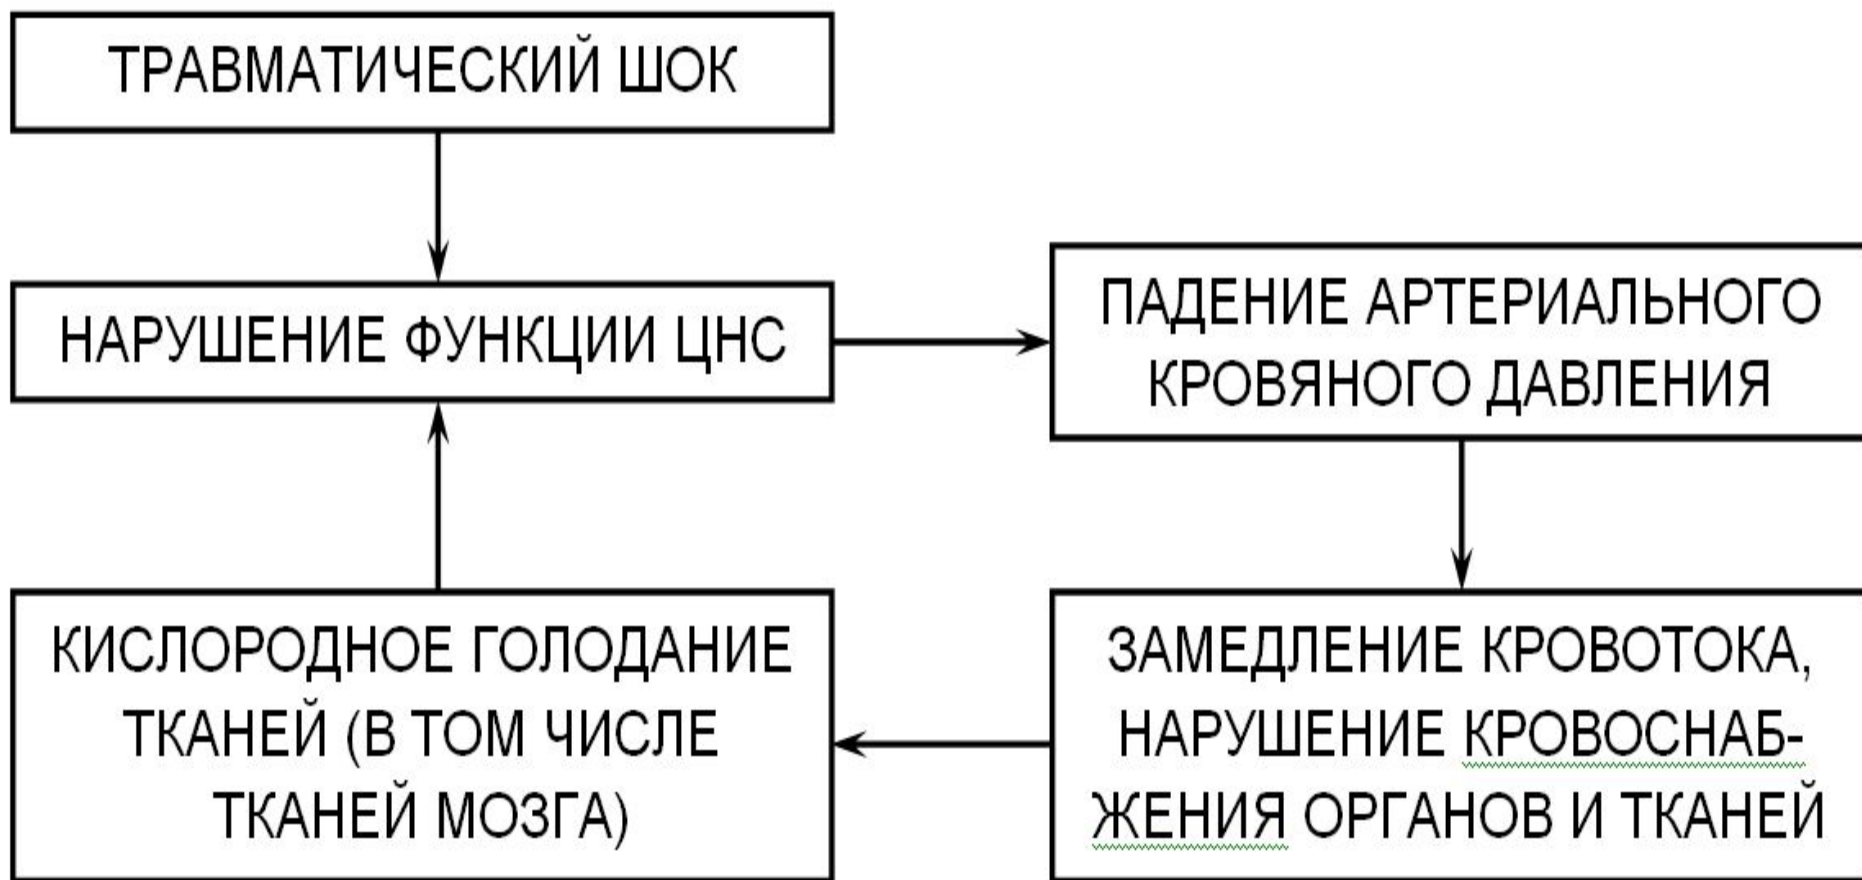 ТРАВМАТИЧЕСКИЙ ШОК
НАРУШЕНИЕ ФУНКЦИИ ЦНС
ПАДЕНИЕ АРТЕРИАЛЬНОГО
КРОВЯНОГО ДАВЛЕНИЯ
ЗАМЕДЛЕНИЕ КРОВОТОКА,
НАРУШЕНИЕ КРОВОСНАБ-
ЖЕНИЯ ОРГАНОВ И ТКАНЕЙ
КИСЛОРОДНОЕ ГОЛОДАНИЕ
ТКАНЕЙ (В ТОМ ЧИСЛЕ
ТКАНЕЙ МОЗГА)